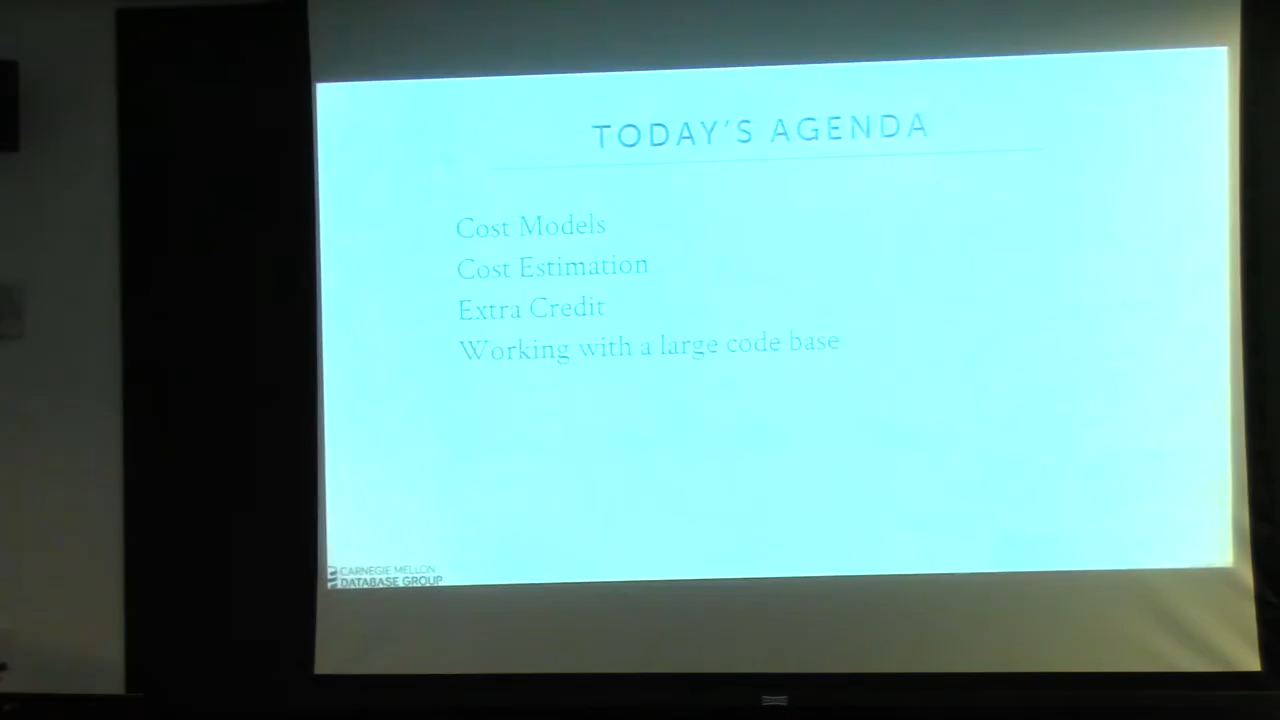 TODAY'S AGENDA
Cost Models
Cost Estimation
Extra Credit
Working with a large code base
CARNEGIE MELLON
DATABASE GROUP